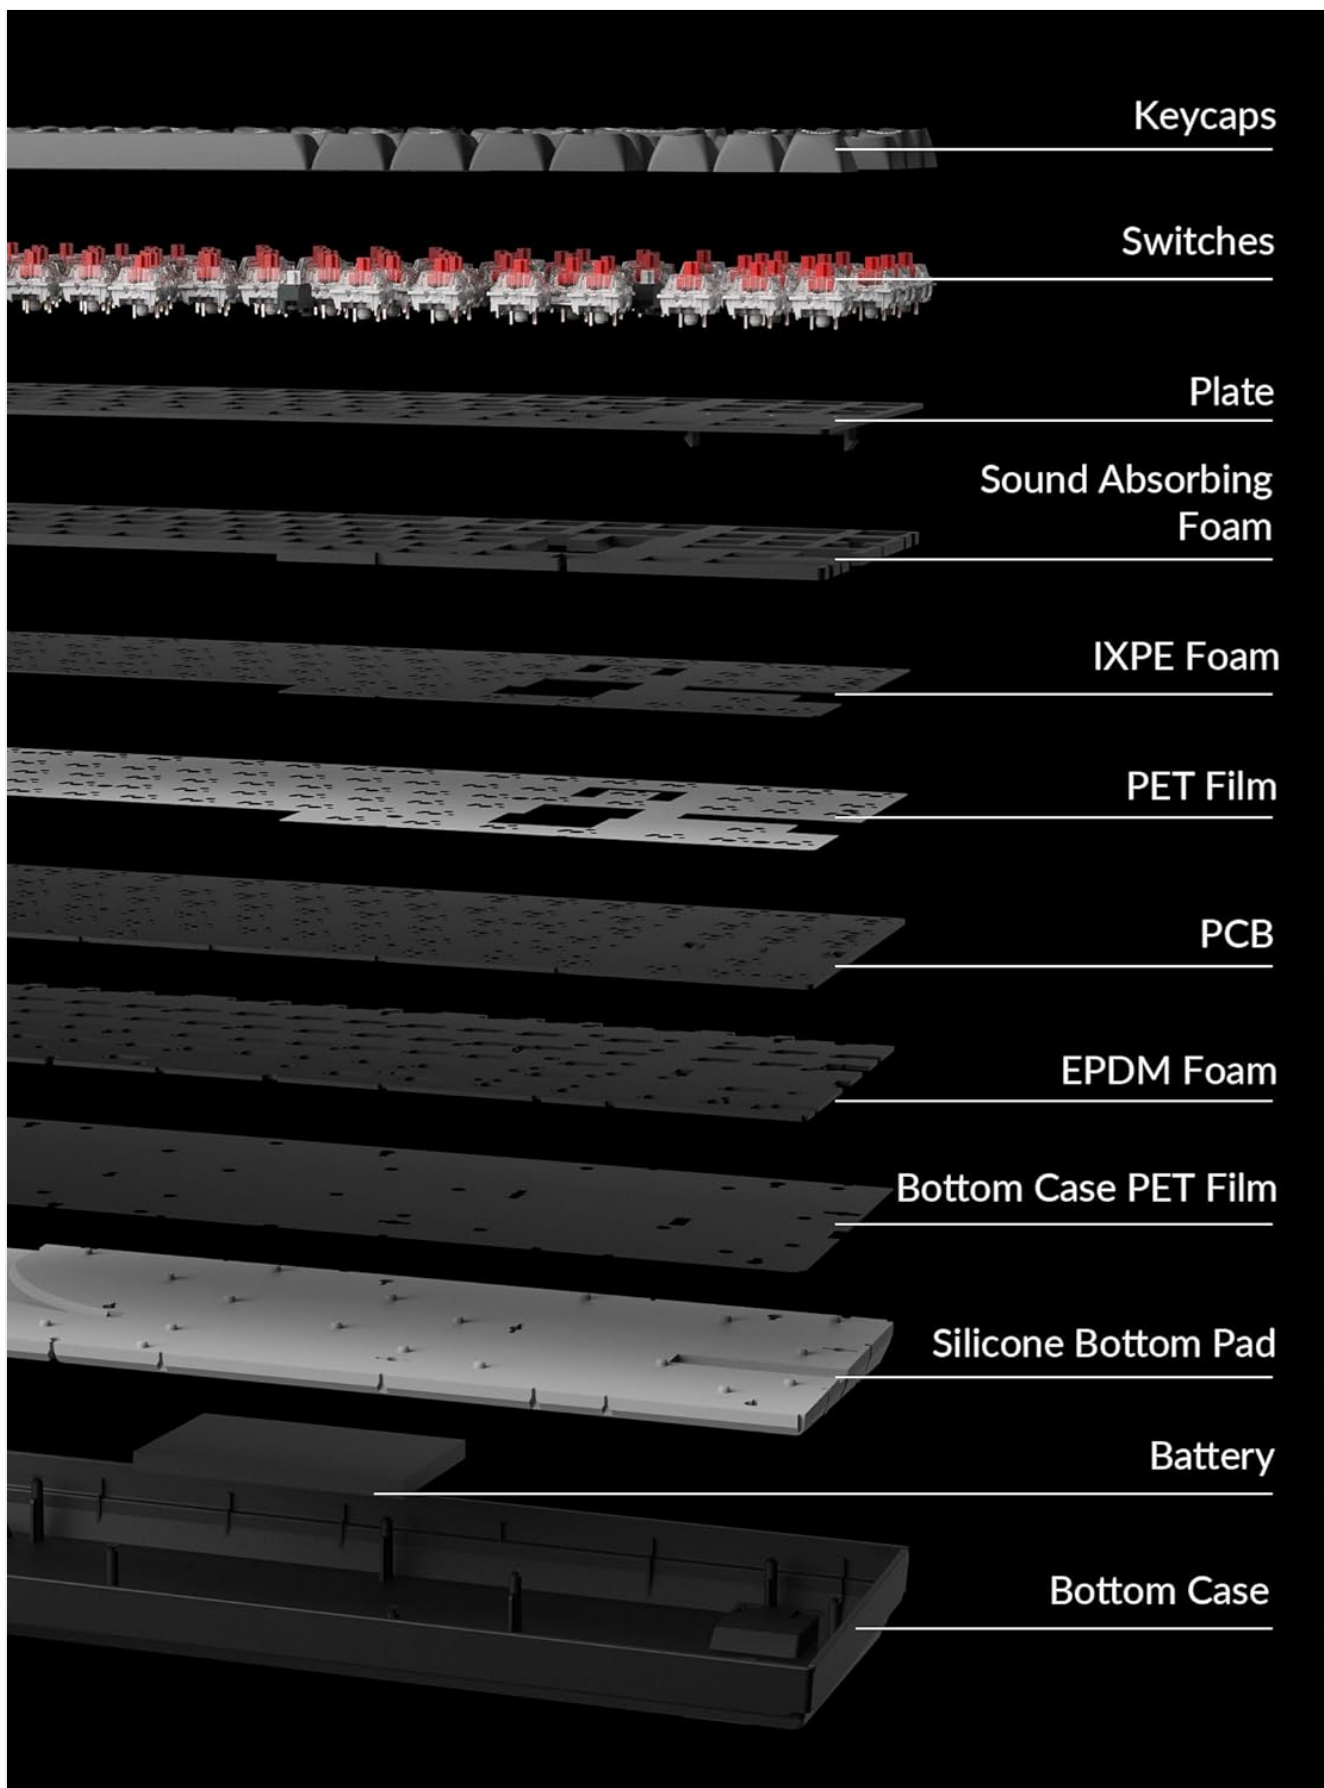 Keycaps
Switches
Plate
Sound Absorbing
Foam
IXPE Foam
PET Film
PCB
EPDM Foam
Bottom Case PET Film
Silicone Bottom Pad
Battery
Bottom Case